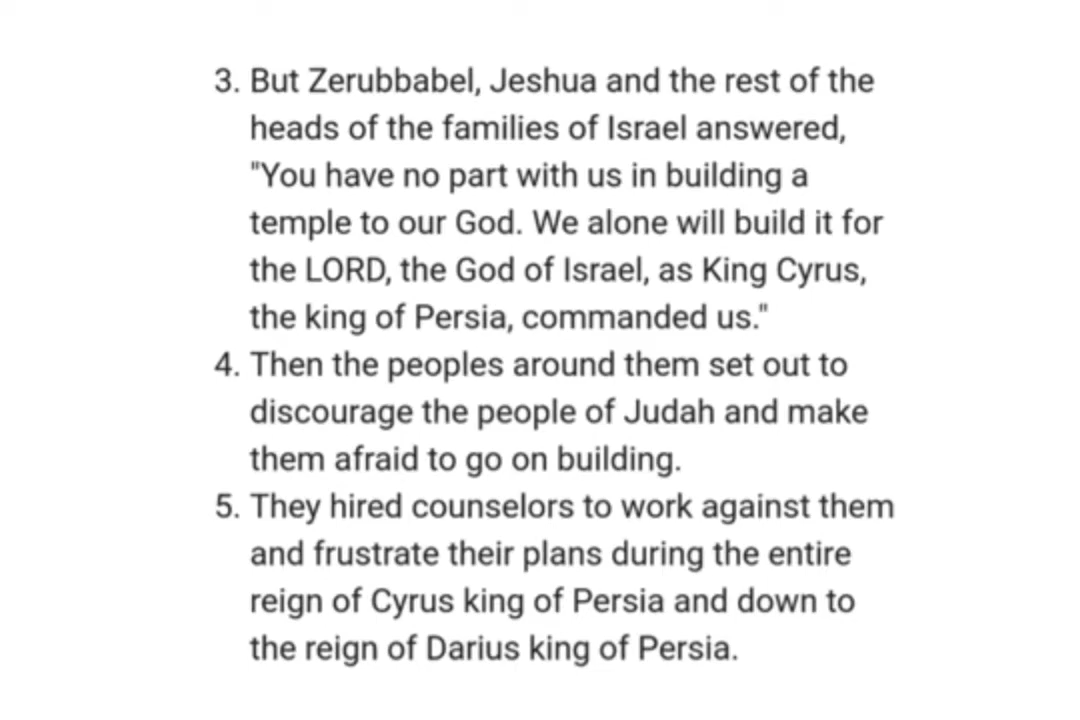 3. But Zerubbabel, Jeshua and the rest of the
heads of the families of Israel answered,
"You have no part with us in building a
temple to our God. We alone will build it for
the LORD, the God of Israel, as King Cyrus,
the king of Persia, commanded us."
4. Then the peoples around them set out to
discourage the people of Judah and make
them afraid to go on building.
5. They hired counselors to work against them
and frustrate their plans during the entire
reign of Cyrus king of Persia and down to
the reign of Darius king of Persia.